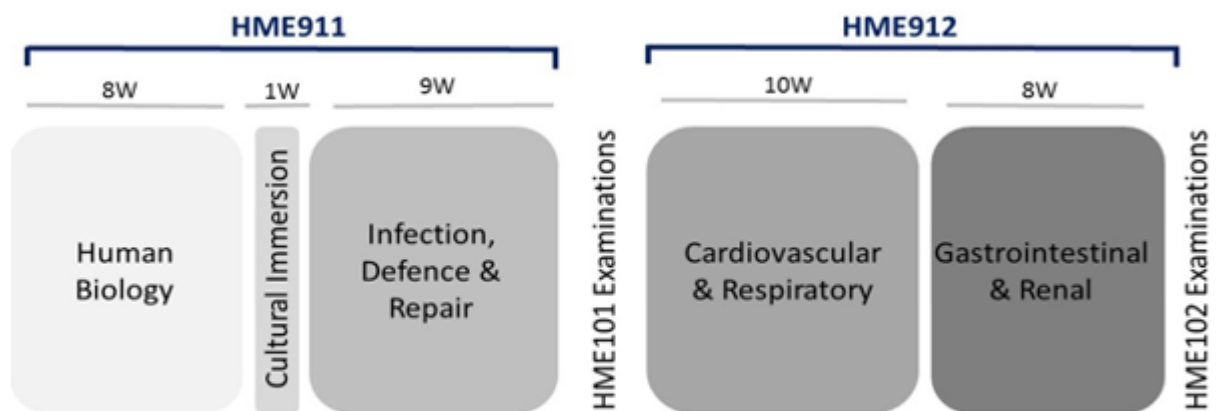 HME911
HME912
8W
1W
9W
10W
8W
Human
Biology
Cultural Immersion
Infection,
Defence &
Repair
HME101 Examinations
Cardiovascular
& Respiratory
Gastrointestinal
& Renal
HME102 Examinations